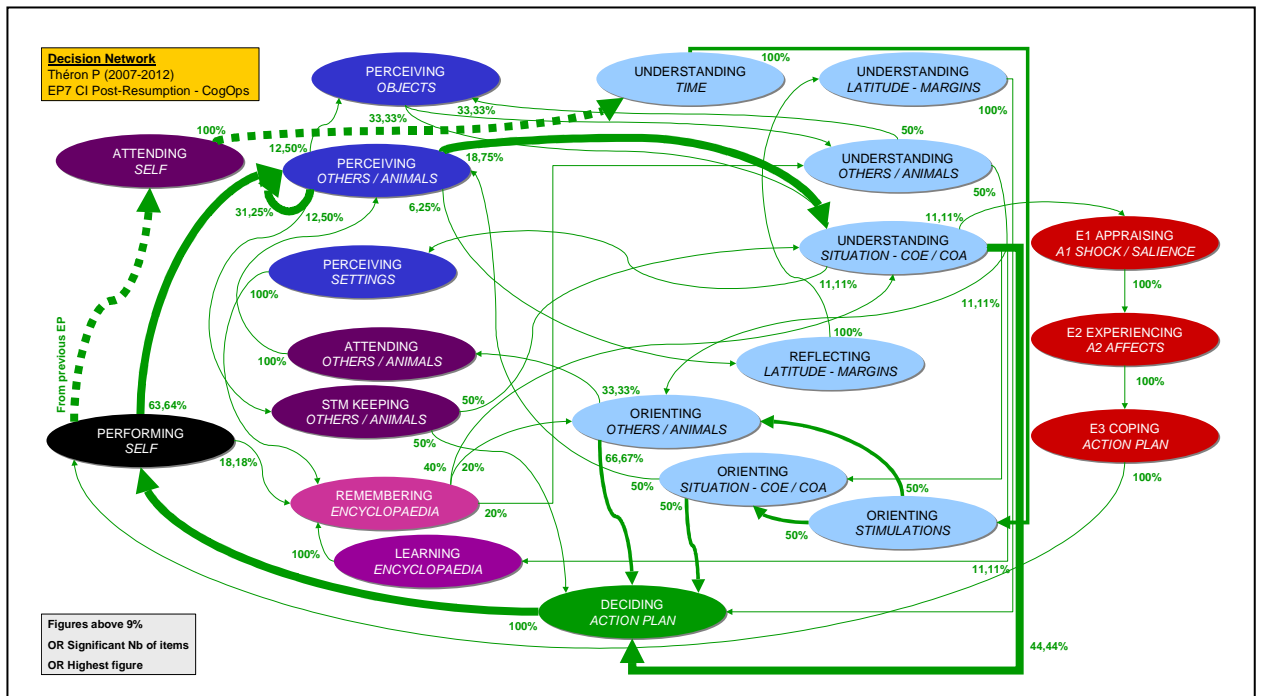 Decision Network
Théron P (2007-2012)
EP7 CI Post-Resumption - CogOps
PERCEIVING
OBJECTS
UNDERSTANDING
TIME
100%
UNDERSTANDING
LATITUDE - MARGINS
100%
33,33%
33,33%
50%
100%
12,50%
ATTENDING
SELF
PERCEIVING
OTHERS / ANIMALS
18,75%
UNDERSTANDING
OTHERS / ANIMALS
50%
31,25%
12,50%
6,25%
11,11%
UNDERSTANDING
SITUATION - COE / COA
E1 APPRAISING
A1 SHOCK / SALIENCE
PERCEIVING
SETTINGS
100%
11,11%
11,11%
100%
From previous EP
ATTENDING
OTHERS / ANIMALS
100%
100%
REFLECTING
LATITUDE - MARGINS
E2 EXPERIENCING
A2 AFFECTS
100%
33,33%
STM KEEPING
OTHERS / ANIMALS
50%
50%
ORIENTING
OTHERS / ANIMALS
63,64%
PERFORMING
SELF
E3 COPING
ACTION PLAN
18,18%
40%
20%
66,67%
ORIENTING
SITUATION - COE / COA
50%
50%
50%
100%
REMEMBERING
ENCYCLOPAEDIA
20%
ORIENTING
STIMULATIONS
50%
LEARNING
ENCYCLOPAEDIA
100%
11,11%
DECIDING
ACTION PLAN
100%
44,44%
Figures above 9%
OR Significant Nb of items
OR Highest figure